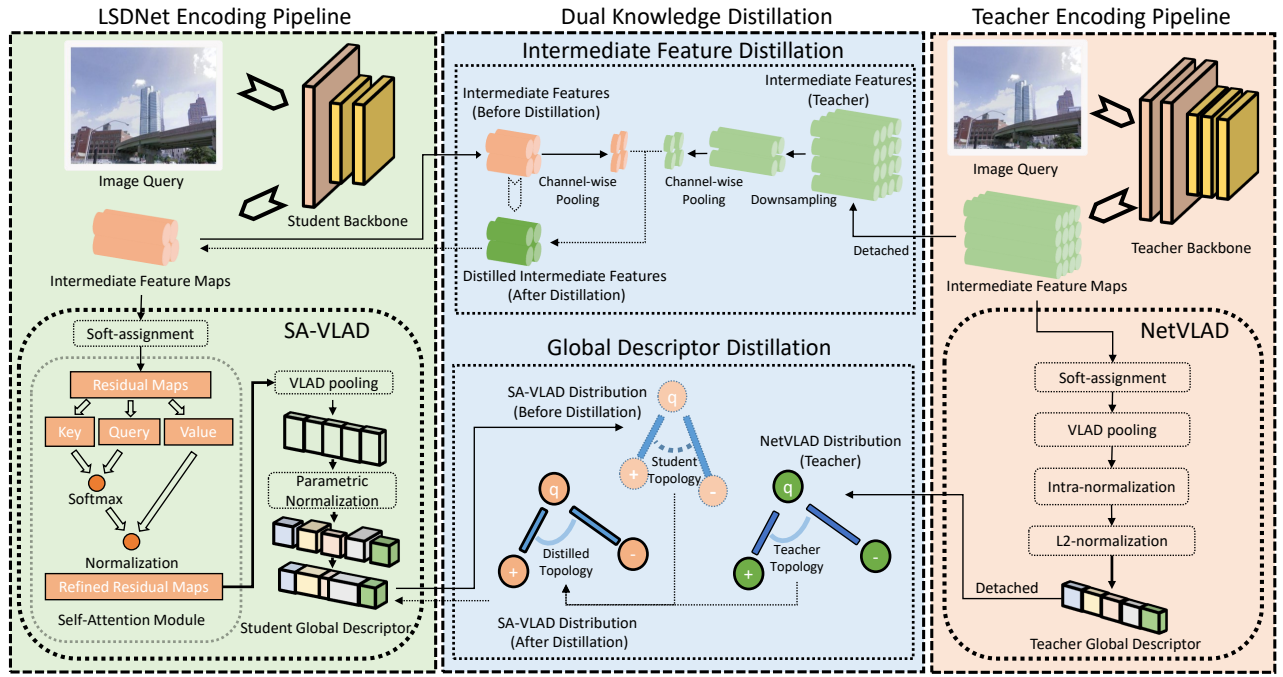 LSDNet Encoding Pipeline
Image Query
Student Backbone
Intermediate Feature Maps
Soft-assignment
SA-VLAD
Residual Maps
Key
Query
Value
Softmax
Normalization
Refined Residual Maps
Self-Attention Module
VLAD pooling
Parametric
Normalization
Student Global Descriptor
Dual Knowledge Distillation
Intermediate Feature Distillation
Intermediate Features
(Before Distillation)
Intermediate Features
(Teacher)
Channel-wise
Pooling
Channel-wise
Pooling
Downsampling
Detached
Distilled Intermediate Features
(After Distillation)
Global Descriptor Distillation
SA-VLAD Distribution
(Before Distillation)
q
+
-
Student
Topology
NetVLAD Distribution
(Teacher)
q
+
-
Distilled
Topology
q
+
-
Teacher
Topology
SA-VLAD Distribution
(After Distillation)
Teacher Encoding Pipeline
Image Query
Teacher Backbone
Intermediate Feature Maps
NetVLAD
Soft-assignment
VLAD pooling
Intra-normalization
L2-normalization
Detached
Teacher Global Descriptor